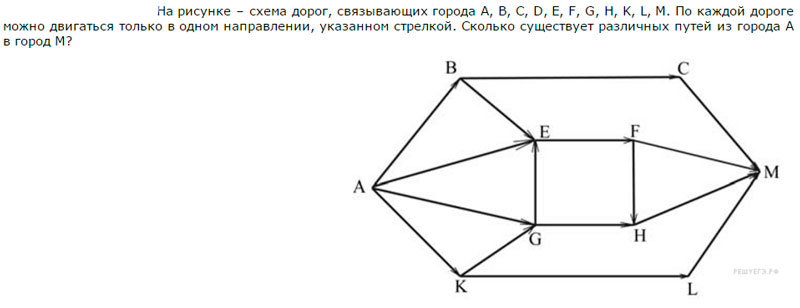 На рисунке – схема дорог, связывающих города A, B, C, D, E, F, G, H, K, L, M. По каждой дороге
можно двигаться только в одном направлении, указанном стрелкой. Сколько существует различных путей из города А
в город М?
B C
E F
A M
G H
K L
РЕШУЕГЭ.РФ